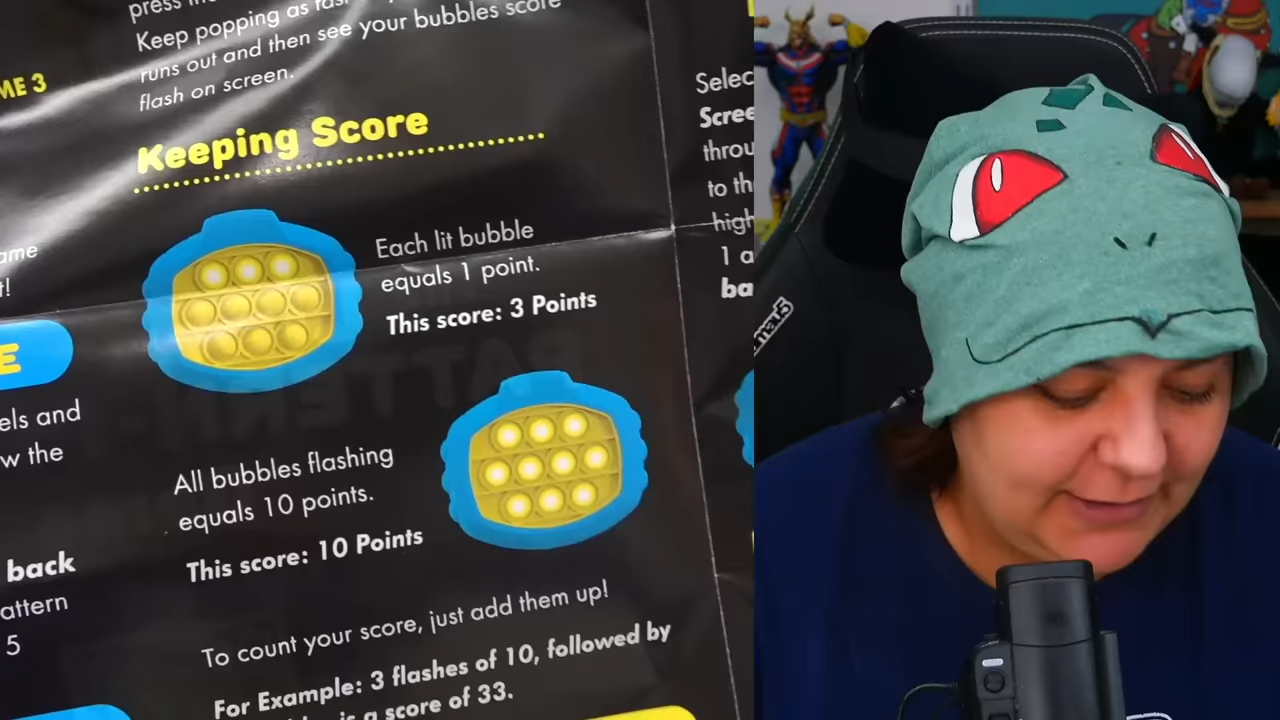 press
Keep popping as fas
runs out and then see your bubbles score
flash on screen.
ME 3
Keeping Score
ame
t!
Each lit bubble
equals 1 point.
This score: 3 Points
E
els and
w the
All bubbles flashing
equals 10 points.
This score: 10 Points
back
attern
5
To count your score, just add them up!
For Example: 3 flashes of 10, followed by
is a score of 33.
Selec
Scree
throu
to th
high
1 a
ba
mau5